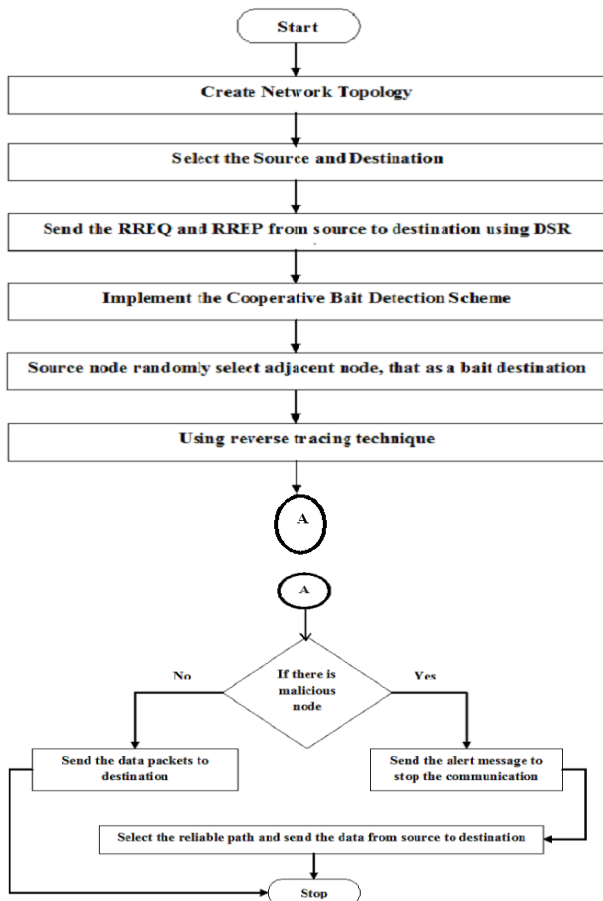 Start
Create Network Topology
Select the Source and Destination
Send the RREQ and RREP from source to destination using DSR
Implement the Cooperative Bait Detection Scheme
Source node randomly select adjacent node, that as a bait destination
Using reverse tracing technique
A
A
If there is
malicious
node
No
Yes
Send the data packets to
destination
Send the alert message to
stop the communication
Select the reliable path and send the data from source to destination
Stop